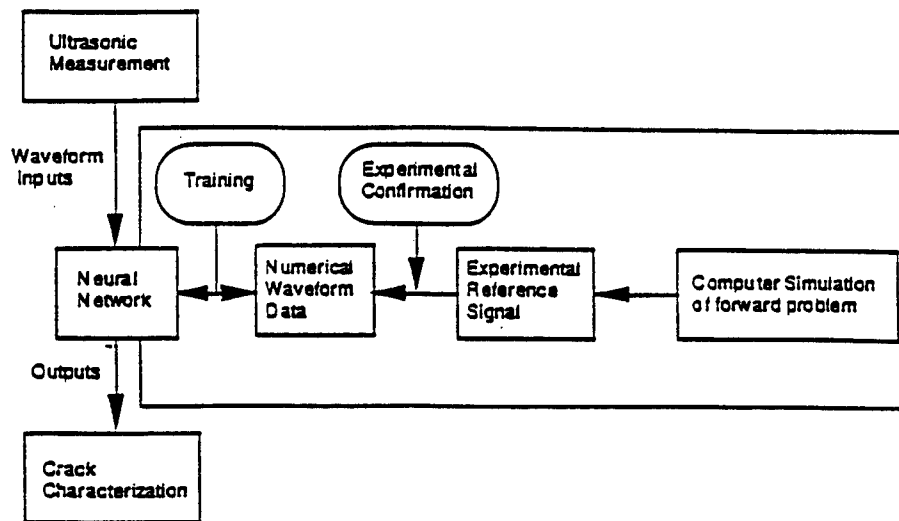 Ultrasonic
Measurement
Waveform
Inputs
Training
Experimental
Confirmation
Neural
Network
Numerical
Waveform
Data
Experimental
Reference
Signal
Computer Simulation
of forward problem
Outputs
Crack
Characterization